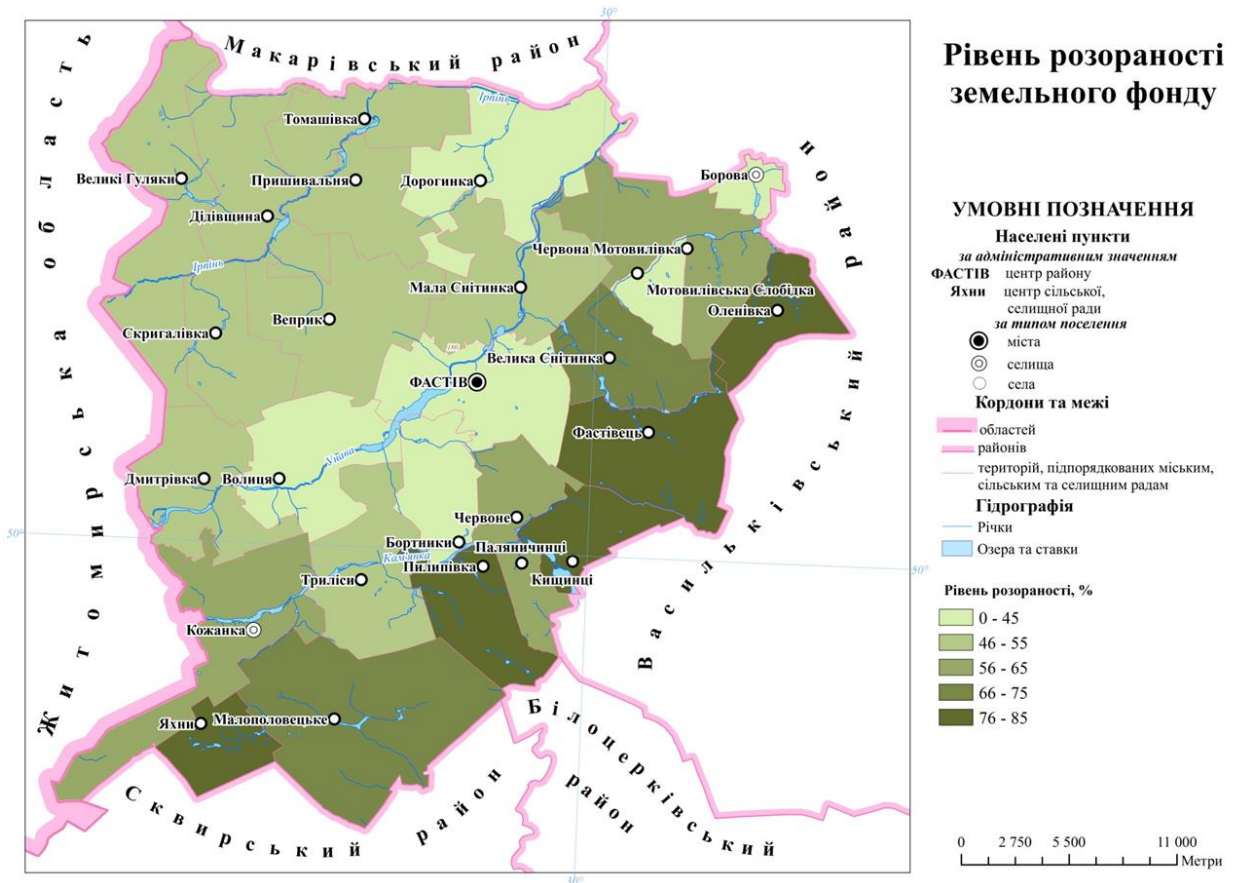 Рівень розораності
земельного фонду
УМОВНІ ПОЗНАЧЕННЯ
Населені пункти
за адміністративним значенням
ФАСТІВ центр району
Яхни центр сільської,
селищної ради
за типом поселення
міста
селища
села
Кордони та межі
областей
районів
територій, підпорядкованих міським,
сільським та селищним радам
Гідрографія
Річки
Озера та ставки
Рівень розораності, %
0 - 45
46 - 55
56 - 65
66 - 75
76 - 85
0 2 750 5 500 11 000
Метри
30°
Макарівський район
Житомирська область
Васильківський район
Білоцерківський
район
Сквирський район
Ірпінь
Томашівка
Великі Гуляки
Пришивальня
Дорогинка
Борова
Дідівщина
Червона Мотовилівка
Ірпінь
Мала Снітинка
Мотовилівська Слобідка
Оленівка
Скригалівка
Веприк
180
Велика Снітинка
ФАСТІВ
Фастівець
Унава
Дмитрівка
Волиця
Червоне
50°
Бортники
Паляничинці
Кам'янка
Пилипівка
Кищинці
50°
Триліси
Кожанка
Яхни
Малополовецьке